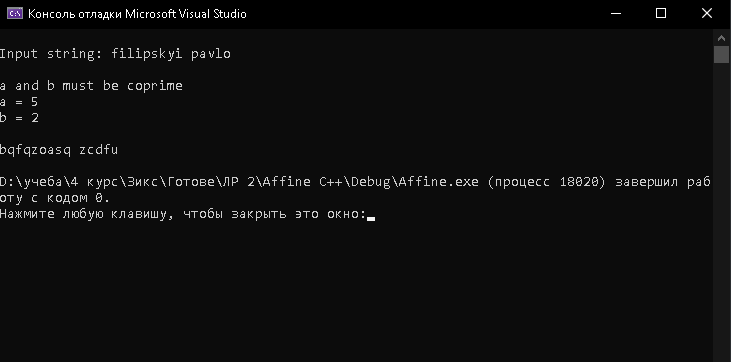 Консоль отладки Microsoft Visual Studio
Input string: filipskyi pavlo
a and b must be coprime
a = 5
b = 2
bqfqzoasq zcdfu
D:\учеба\4 курс\Зикс\Готове\ЛР 2\Affine C++\Debug\Affine.exe (процесс 18020) завершил раб
оту с кодом 0.
Нажмите любую клавишу, чтобы закрыть это окно: